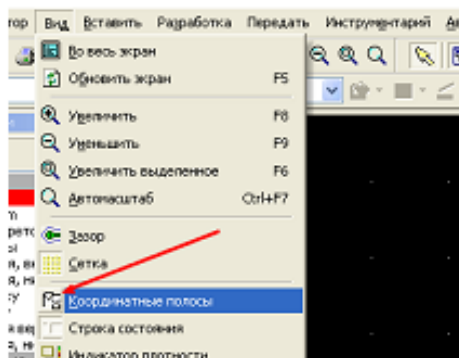 Вид Вставить Разработка Передать Инструментарий
Во весь экран
Обновить экран F5
Увеличить F8
Уменьшить F9
Увеличить выделенное F6
Автомасштаб Ctrl+F7
Зазор
Сетка
Координатные полосы
Строка состояния
Индикатор плотности